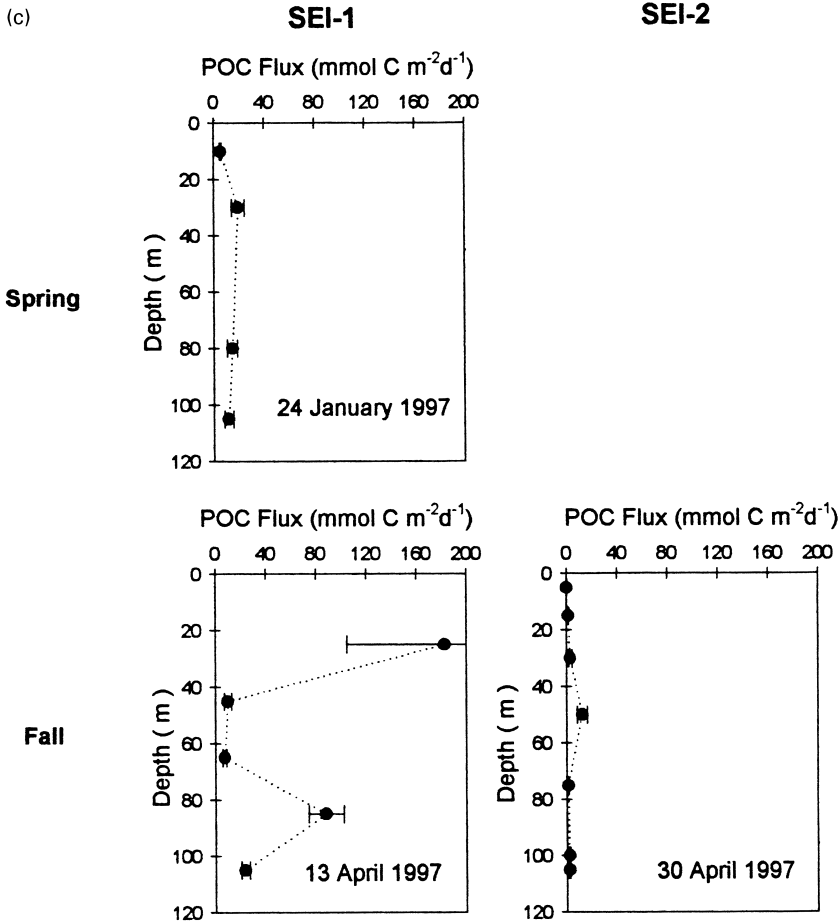 (c)
SEI-1
SEI-2
POC Flux (mmol C m⁻²d⁻¹)
0 40 80 120 160 200
0
20
40
60
80
100
120
Depth ( m )
Spring
24 January 1997
POC Flux (mmol C m⁻²d⁻¹)
0 40 80 120 160 200
0
20
40
60
80
100
120
Depth ( m )
Fall
13 April 1997
POC Flux (mmol C m⁻²d⁻¹)
0 40 80 120 160 200
0
20
40
60
80
100
120
Depth ( m )
30 April 1997